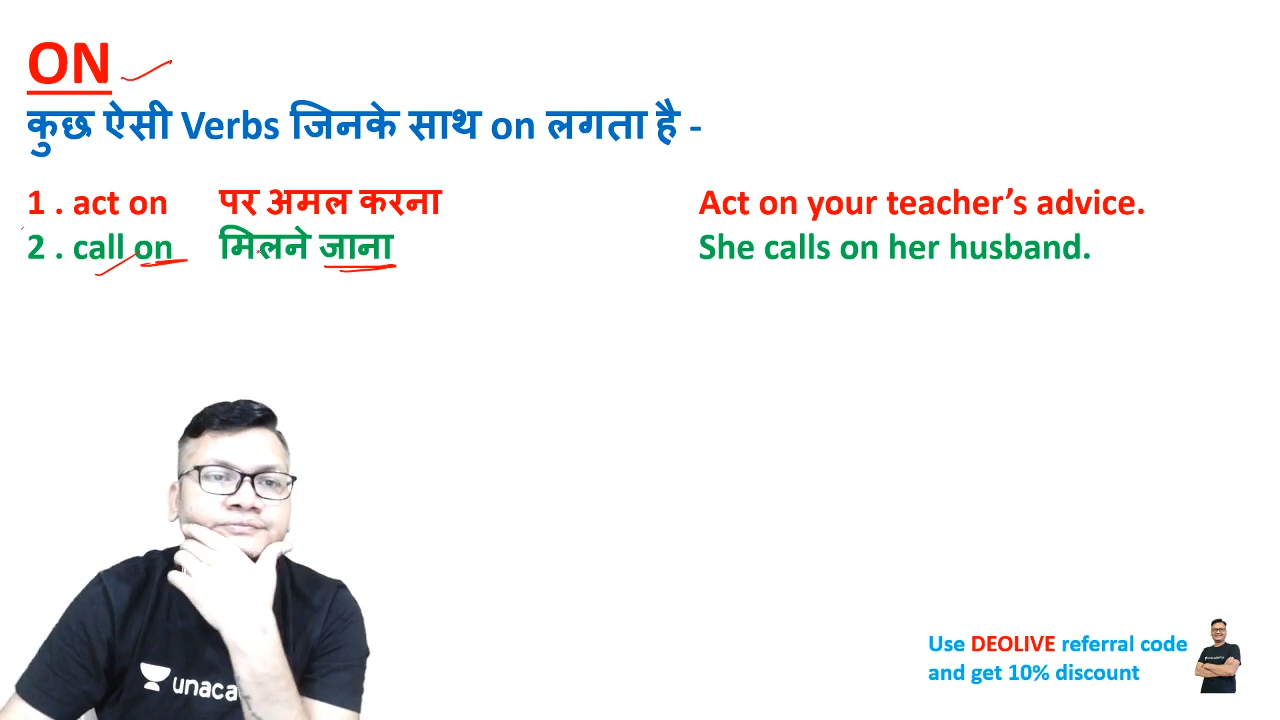 ON
कुछ ऐसी Verbs जिनके साथ on लगता है -
1 . act on पर अमल करना Act on your teacher’s advice.
2 . call on मिलने जाना She calls on her husband.
unaca
Use DEOLIVE referral code
and get 10% discount